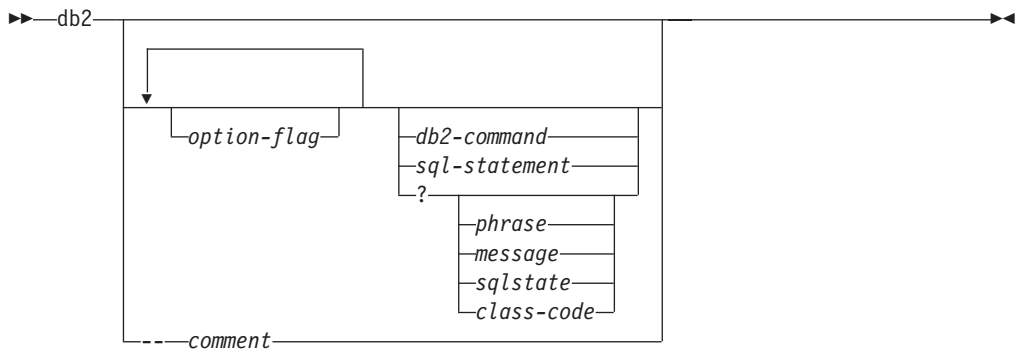 db2
option-flag
db2-command
sql-statement
?
phrase
message
sqlstate
class-code
-- comment